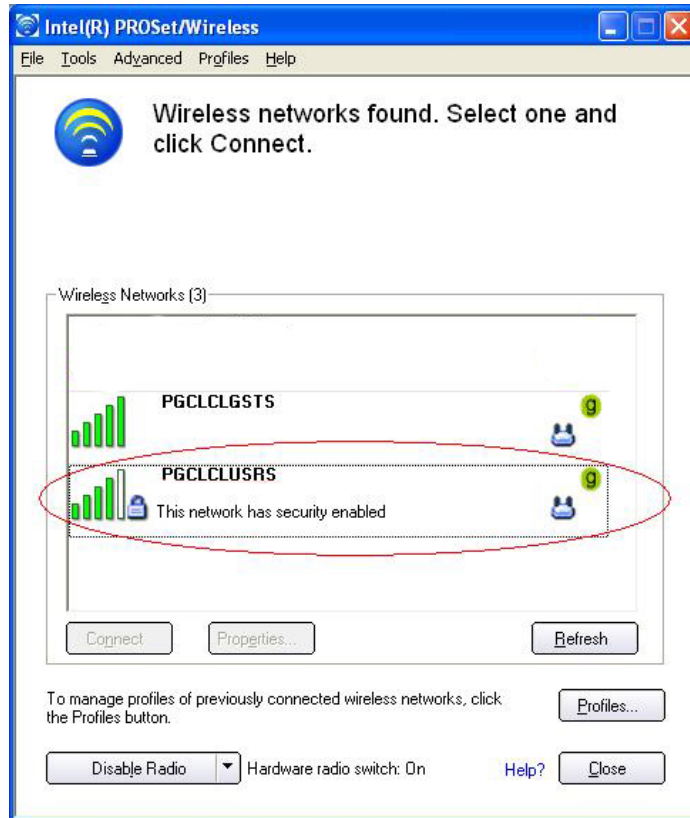 Intel(R) PROSet/Wireless
File Tools Advanced Profiles Help
Wireless networks found. Select one and
click Connect.
Wireless Networks (3)
PGCLCLGSTS
g
PGCLCLUSRS
g
This network has security enabled
Connect Properties... Refresh
To manage profiles of previously connected wireless networks, click
the Profiles button.
Profiles...
Disable Radio Hardware radio switch: On Help? Close